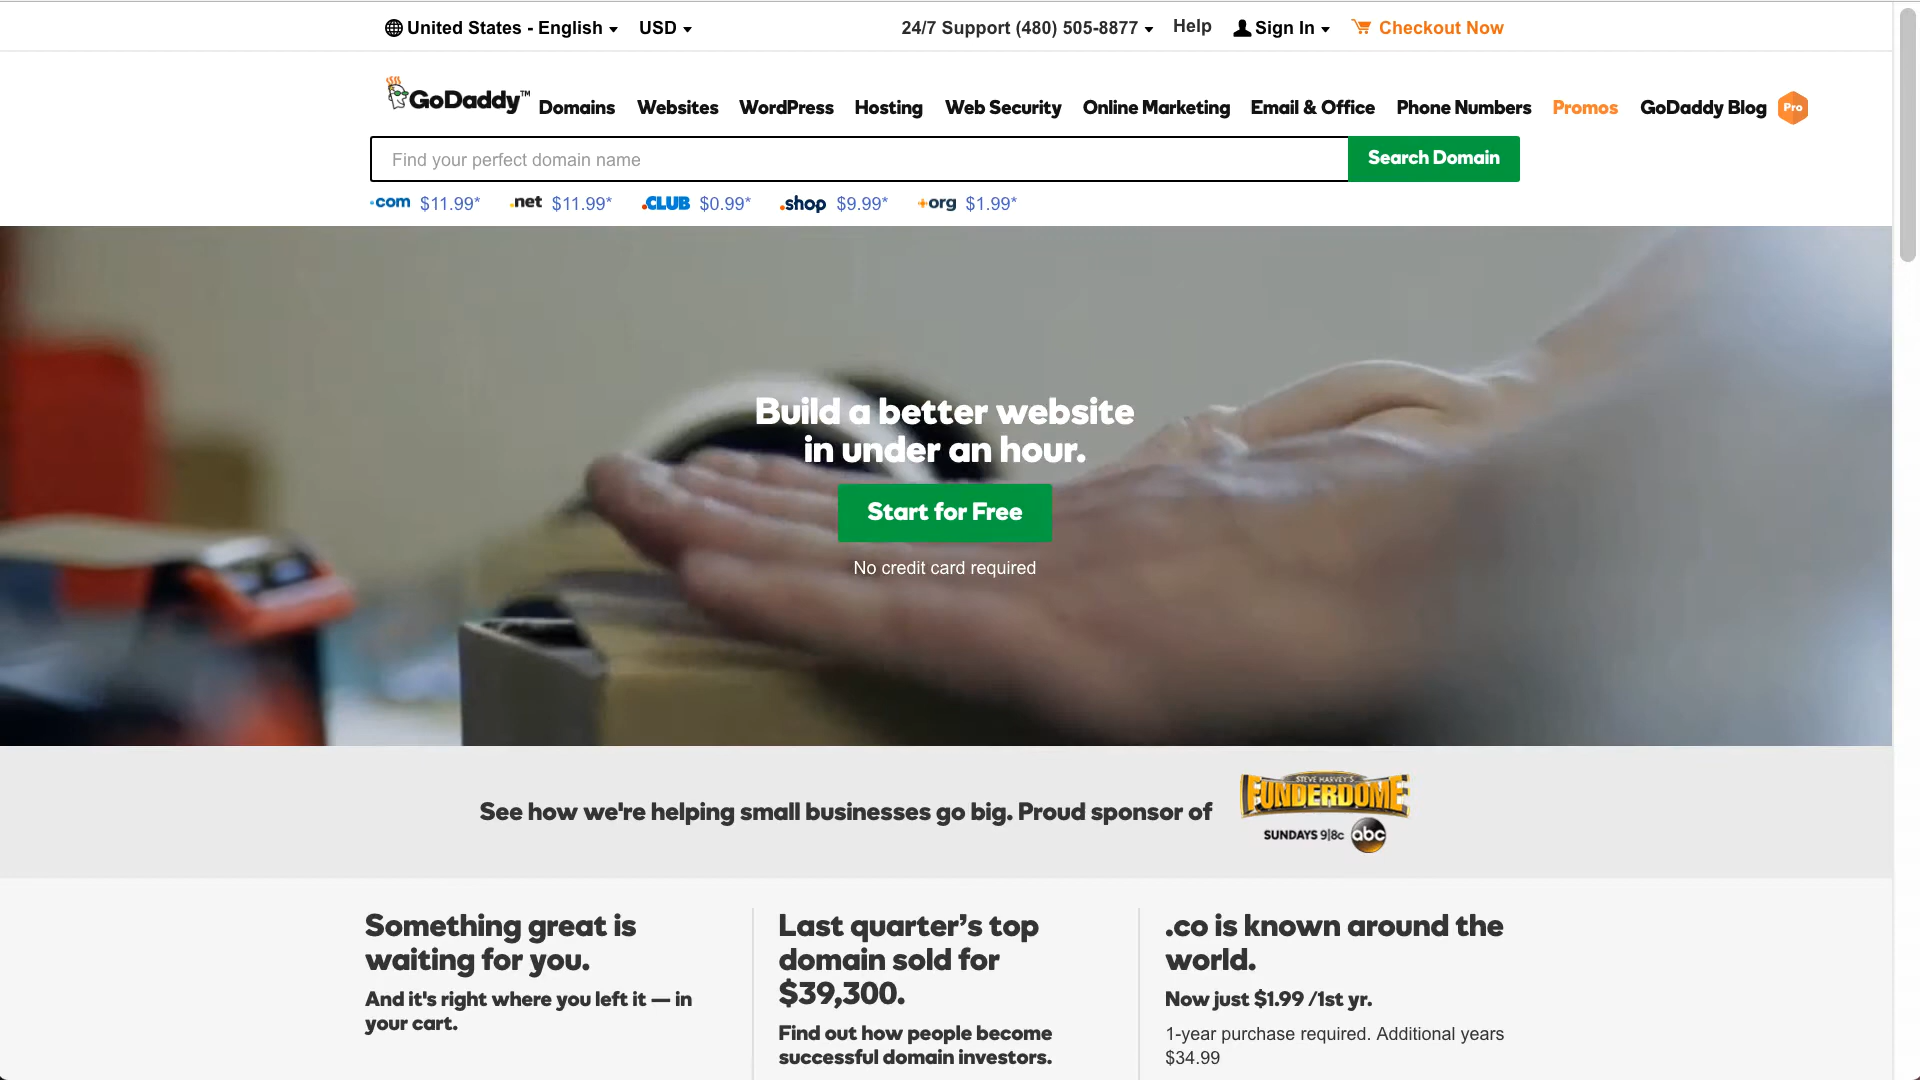 United States - English USD 24/7 Support (480) 505-8877 Help Sign In Checkout Now
GoDaddy™ Domains Websites WordPress Hosting Web Security Online Marketing Email & Office Phone Numbers Promos GoDaddy Blog Pro
Find your perfect domain name Search Domain
.com $11.99* .net $11.99* .CLUB $0.99* .shop $9.99* .org $1.99*
Build a better website
in under an hour.
Start for Free
No credit card required
See how we're helping small businesses go big. Proud sponsor of
STEVE HARVEY'S
FUNDERDOME
SUNDAYS 9|8c abc
Something great is
waiting for you.
And it's right where you left it — in
your cart.
Last quarter’s top
domain sold for
$39,300.
Find out how people become
successful domain investors.
.co is known around the
world.
Now just $1.99 /1st yr.
1-year purchase required. Additional years
$34.99